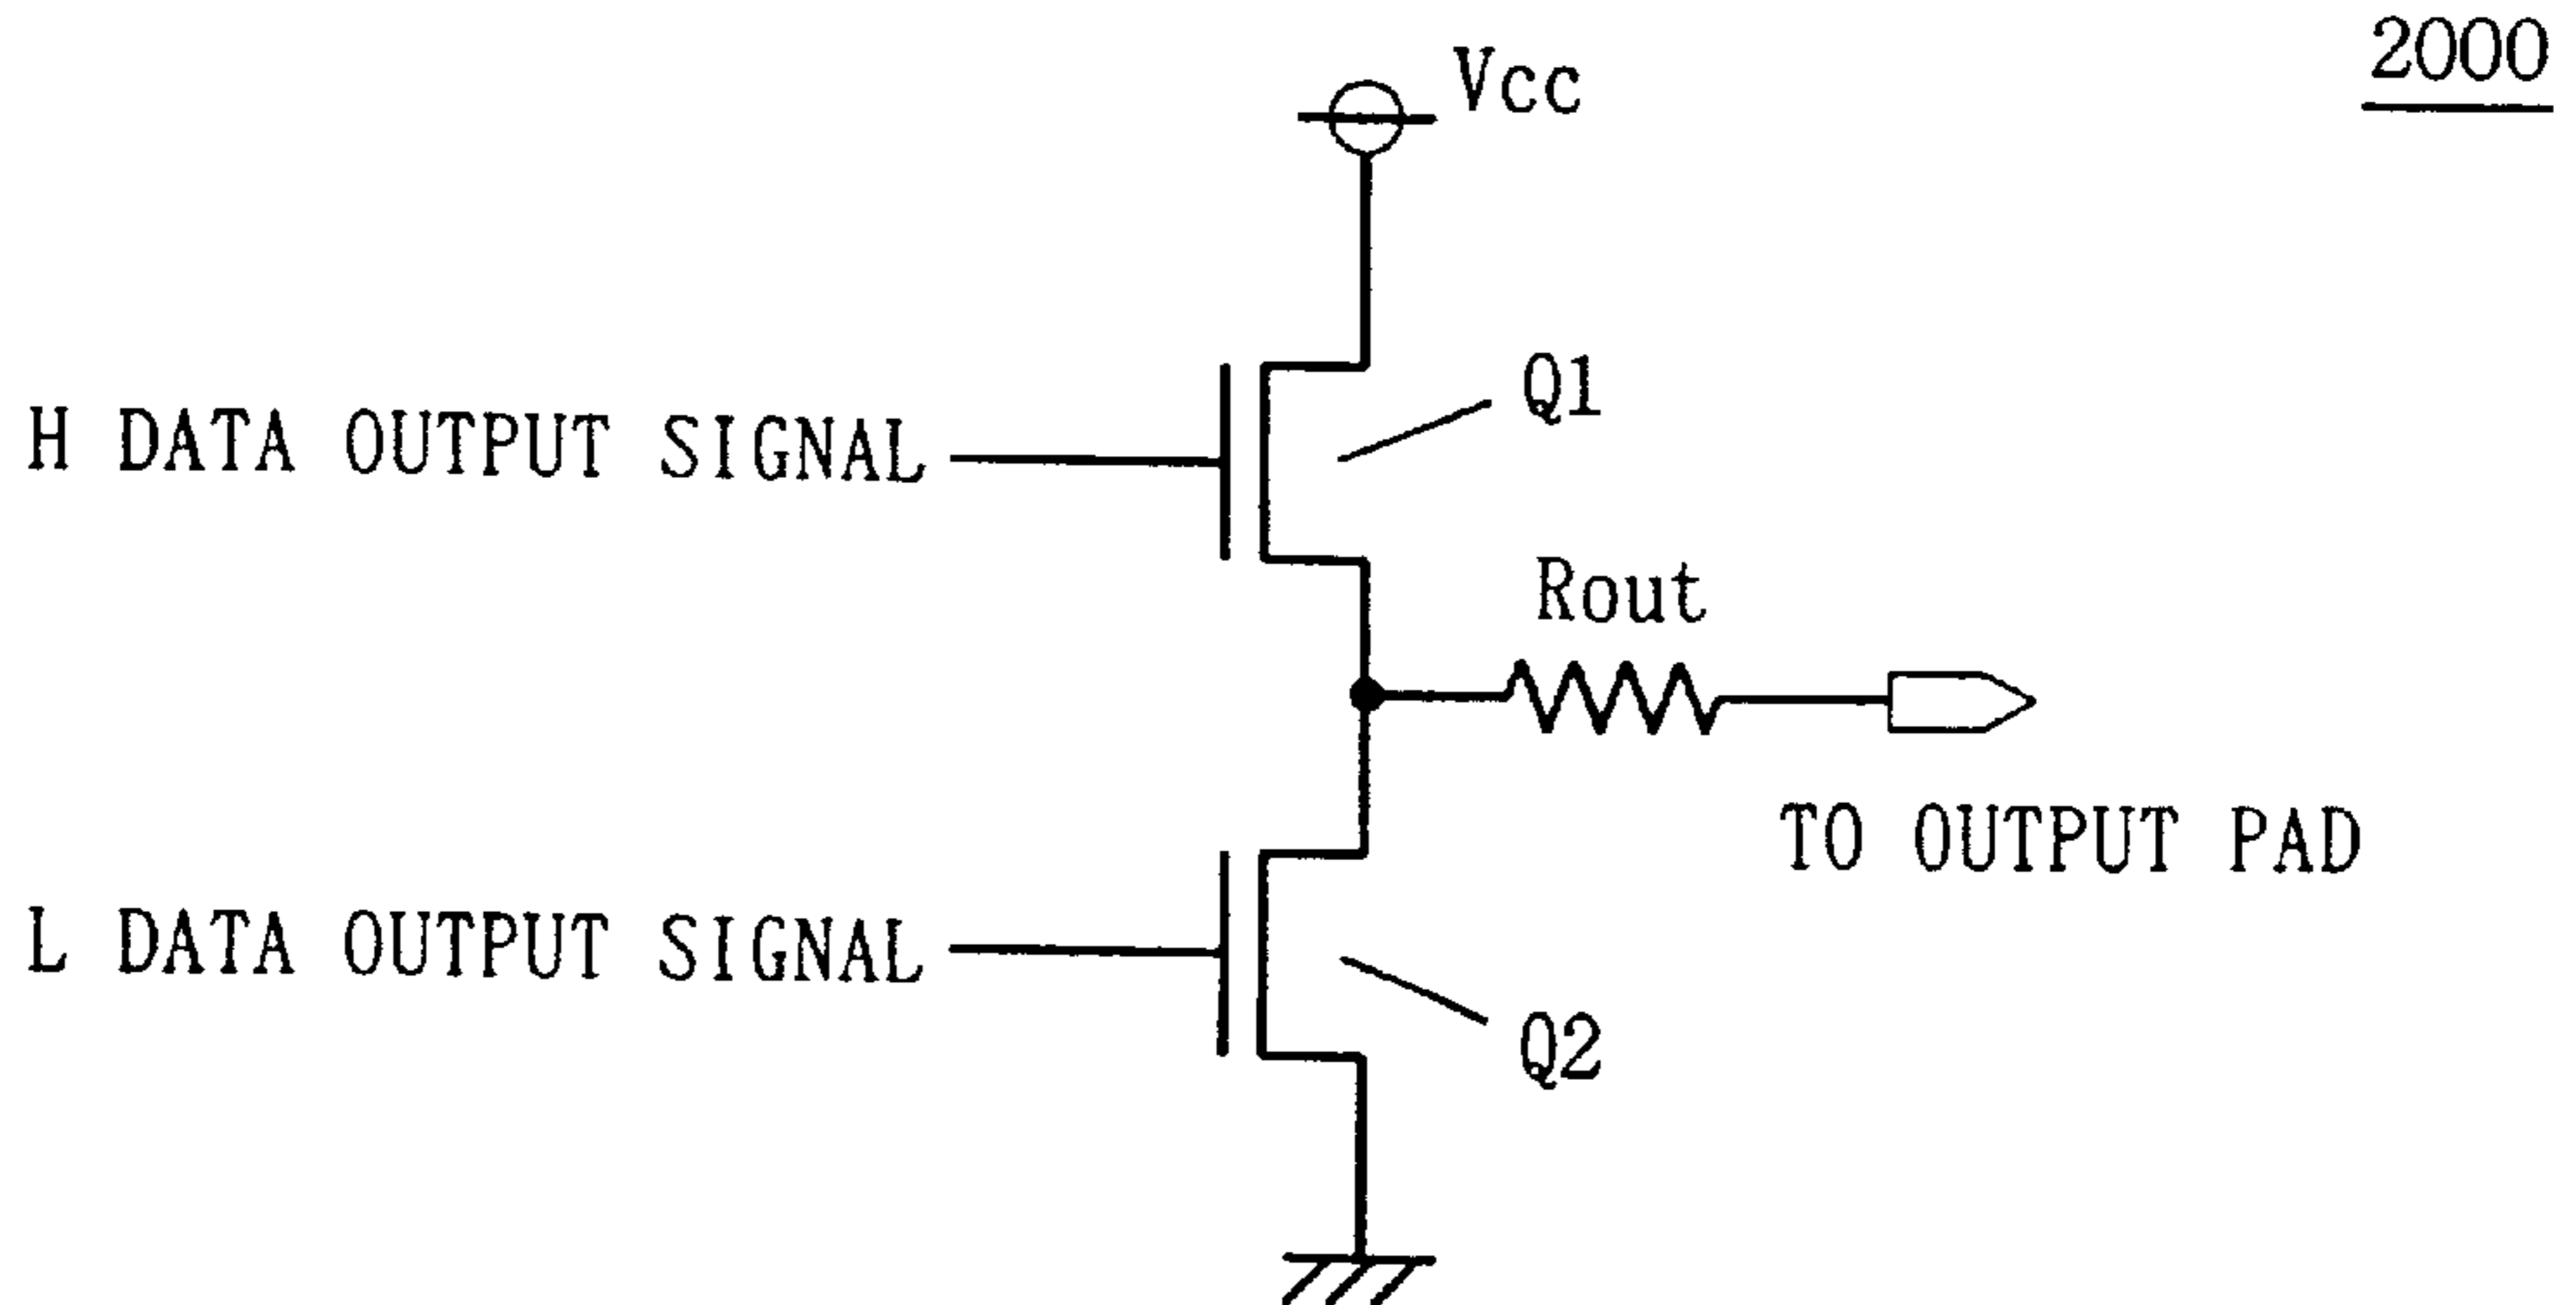 2000
Vcc
Q1
H DATA OUTPUT SIGNAL
Rout
TO OUTPUT PAD
L DATA OUTPUT SIGNAL
Q2